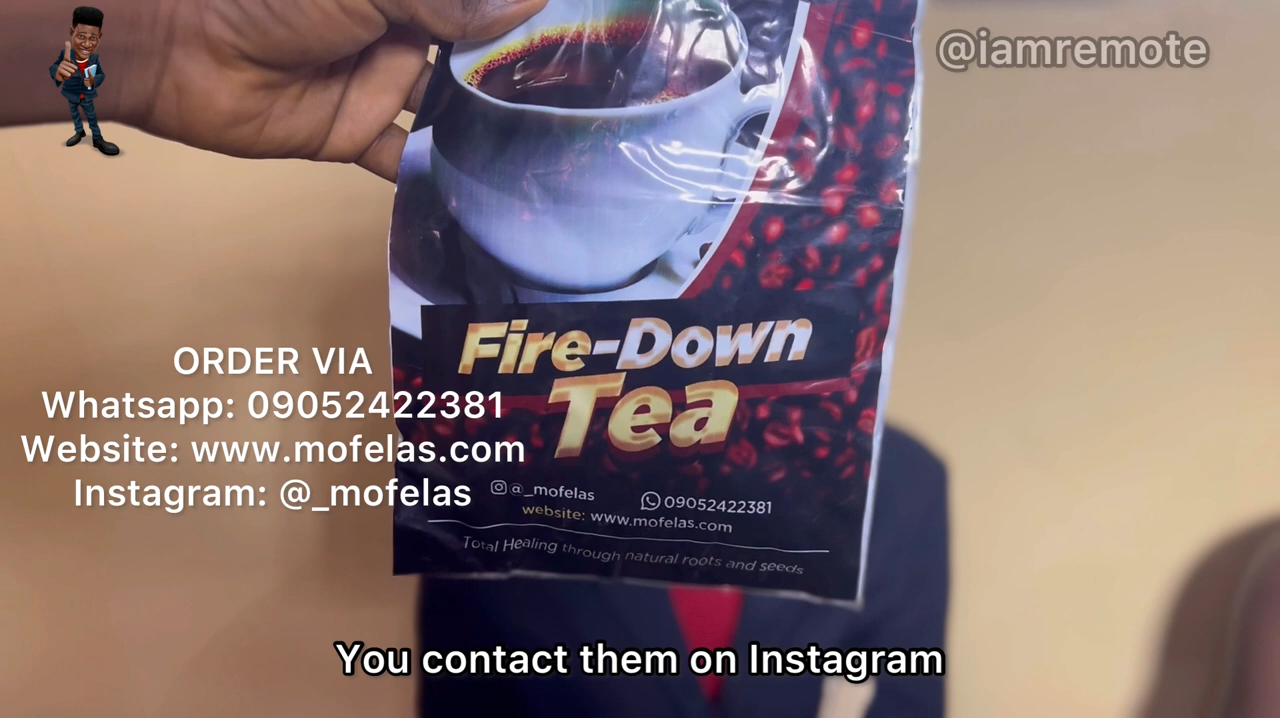 @iamremote
Fire-Down
Tea
ORDER VIA
Whatsapp: 09052422381
Website: www.mofelas.com
Instagram: @_mofelas
@_mofelas 09052422381
website: www.mofelas.com
Total Healing through natural roots and seeds
You contact them on Instagram